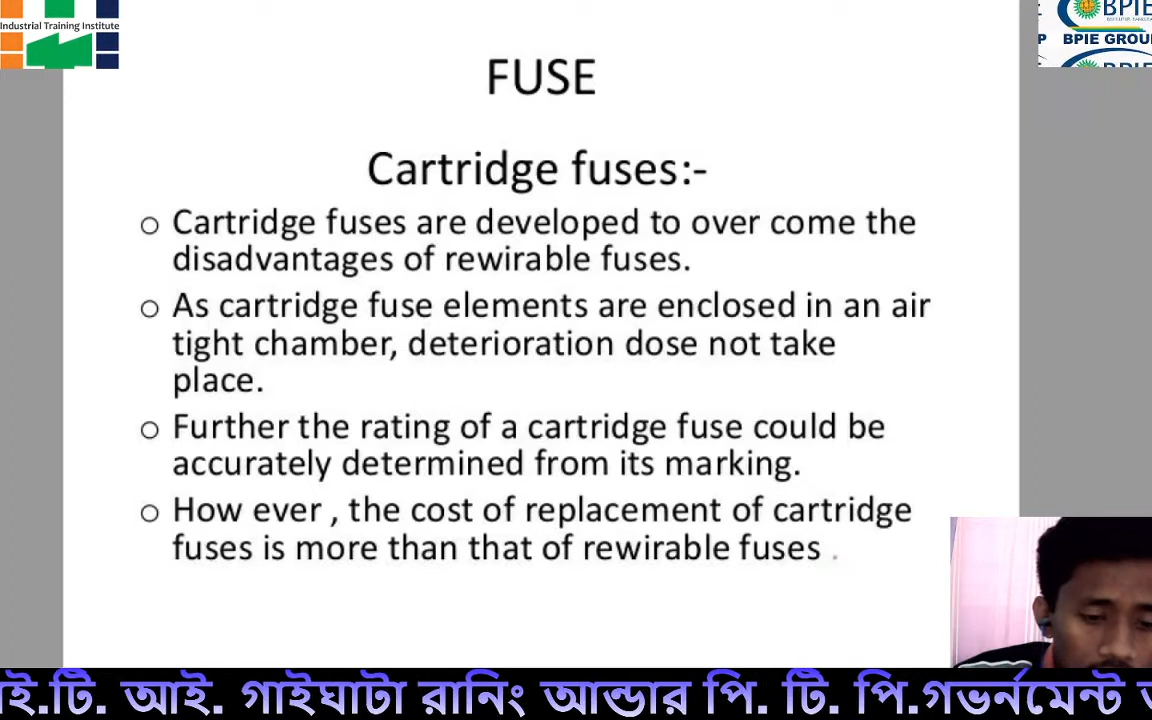 Industrial Training Institute
BPIE
P BPIE GROUP
FUSE
Cartridge fuses:-
o Cartridge fuses are developed to over come the
disadvantages of rewirable fuses.
o As cartridge fuse elements are enclosed in an air
tight chamber, deterioration dose not take
place.
o Further the rating of a cartridge fuse could be
accurately determined from its marking.
o How ever , the cost of replacement of cartridge
fuses is more than that of rewirable fuses .
ই.টি. আই. গাইঘাটা রানিং আন্ডার পি. টি. পি.গভর্নমেন্ট